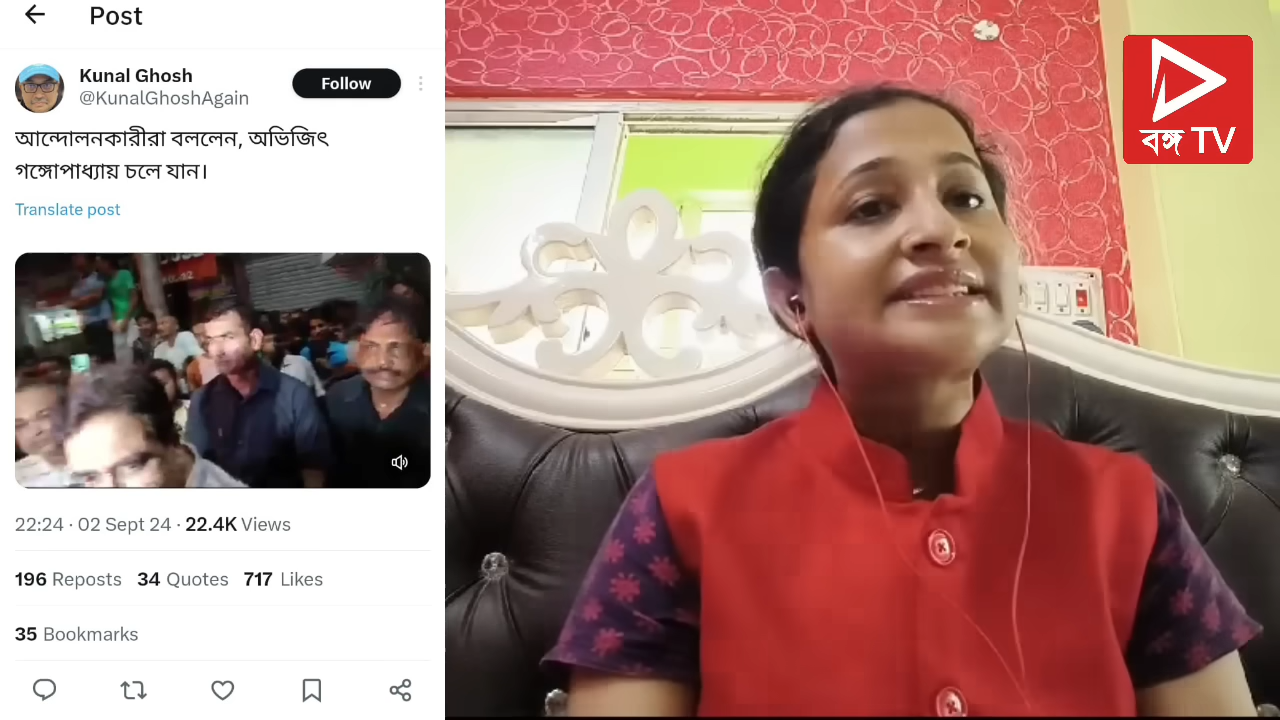 Post
Kunal Ghosh
@KunalGhoshAgain
Follow
আন্দোলনকারীরা বললেন, অভিজিৎ
গঙ্গোপাধ্যায় চলে যান।
Translate post
22:24 · 02 Sept 24 · 22.4K Views
196 Reposts 34 Quotes 717 Likes
35 Bookmarks
বঙ্গ TV